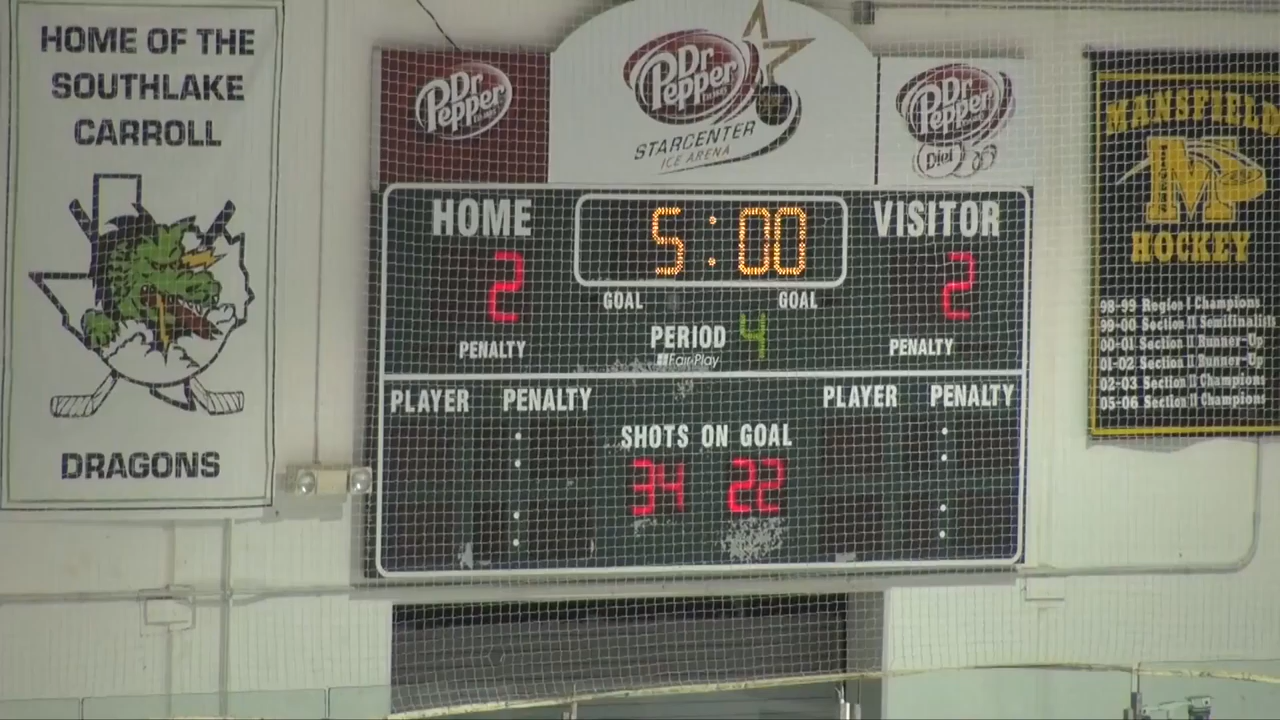 HOME OF THE
SOUTHLAKE
CARROLL
DRAGONS
Dr Pepper
Dr Pepper
STARCENTER
ICE ARENA
Dr Pepper
Diet
HOME
5:00
VISITOR
2
2
GOAL
GOAL
PERIOD 4
FairPlay
PENALTY
PENALTY
PLAYER PENALTY
PLAYER PENALTY
SHOTS ON GOAL
34 22
MANSFIELD
M
HOCKEY
98-99 Region I Champions
99-00 Section II Semifinalists
00-01 Section II Runner-Up
01-02 Section II Runner-Up
02-03 Section II Champions
05-06 Section II Champions